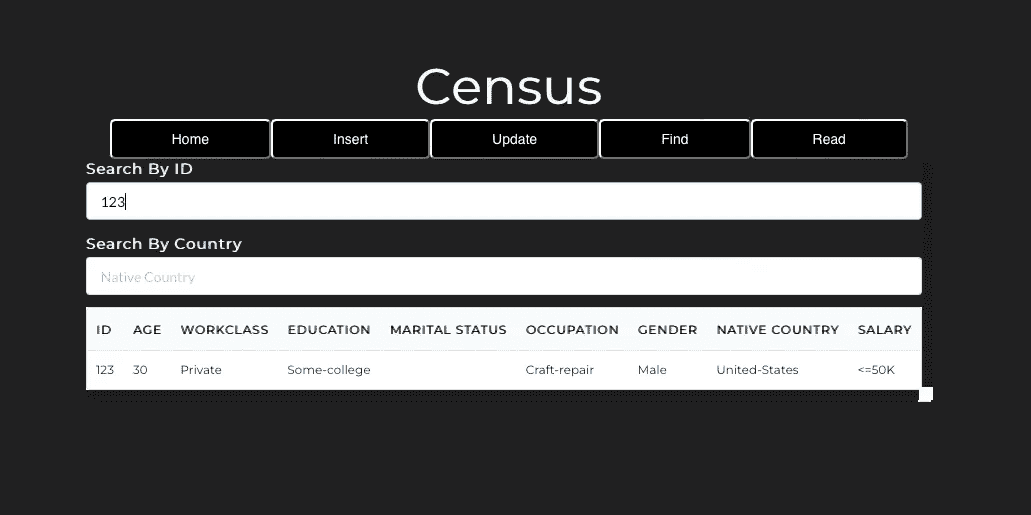 Census
Home Insert Update Find Read
Search By ID
123
Search By Country
Native Country
ID AGE WORKCLASS EDUCATION MARITAL STATUS OCCUPATION GENDER NATIVE COUNTRY SALARY
123 30 Private Some-college Craft-repair Male United-States <=50K